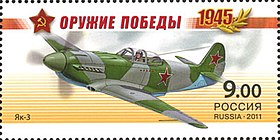 ОРУЖИЕ ПОБЕДЫ
1945
Як-3
9.00
РОССИЯ
RUSSIA · 2011